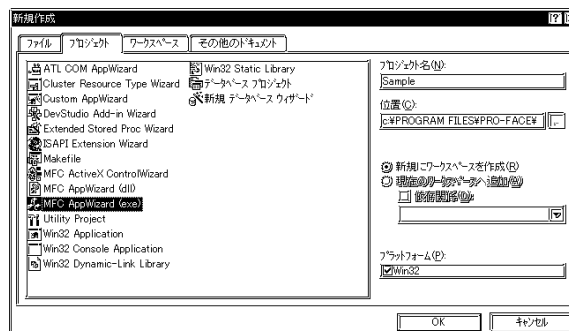 新規作成
ファイル プロジェクト ワークスペース その他のドキュメント
ATL COM AppWizard
Cluster Resource Type Wizard
Custom AppWizard
DevStudio Add-in Wizard
Extended Stored Proc Wizard
ISAPI Extension Wizard
Makefile
MFC ActiveX ControlWizard
MFC AppWizard (dll)
MFC AppWizard (exe)
Utility Project
Win32 Application
Win32 Console Application
Win32 Dynamic-Link Library
Win32 Static Library
データベース プロジェクト
新規 データベース ウィザード
プロジェクト名(N):
Sample
位置(C):
c:¥PROGRAM FILES¥PRO-FACE¥
新規にワークスペースを作成(R)
現在のワークスペースへ追加(A)
依存関係(D):
プラットフォーム(P):
Win32
OK キャンセル